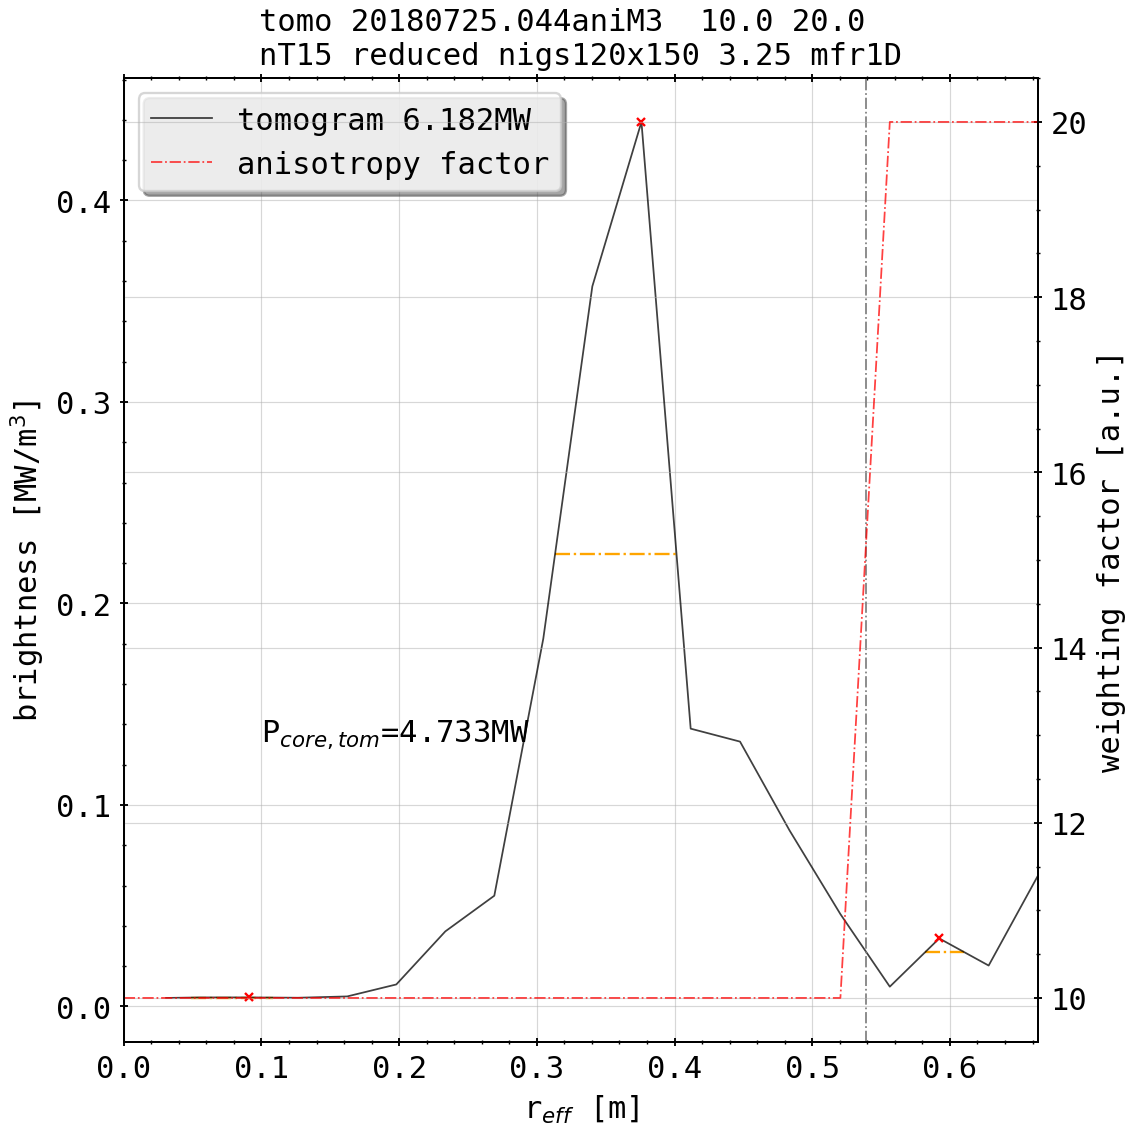 tomo 20180725.044aniM3  10.0 20.0
nT15 reduced nigs120x150 3.25 mfr1D
tomogram 6.182MW
anisotropy factor
brightness [MW/m³]
0.4
0.3
0.2
0.1
0.0
P_core,tom=4.733MW
20
18
16
14
12
10
weighting factor [a.u.]
0.0 0.1 0.2 0.3 0.4 0.5 0.6
r_eff [m]